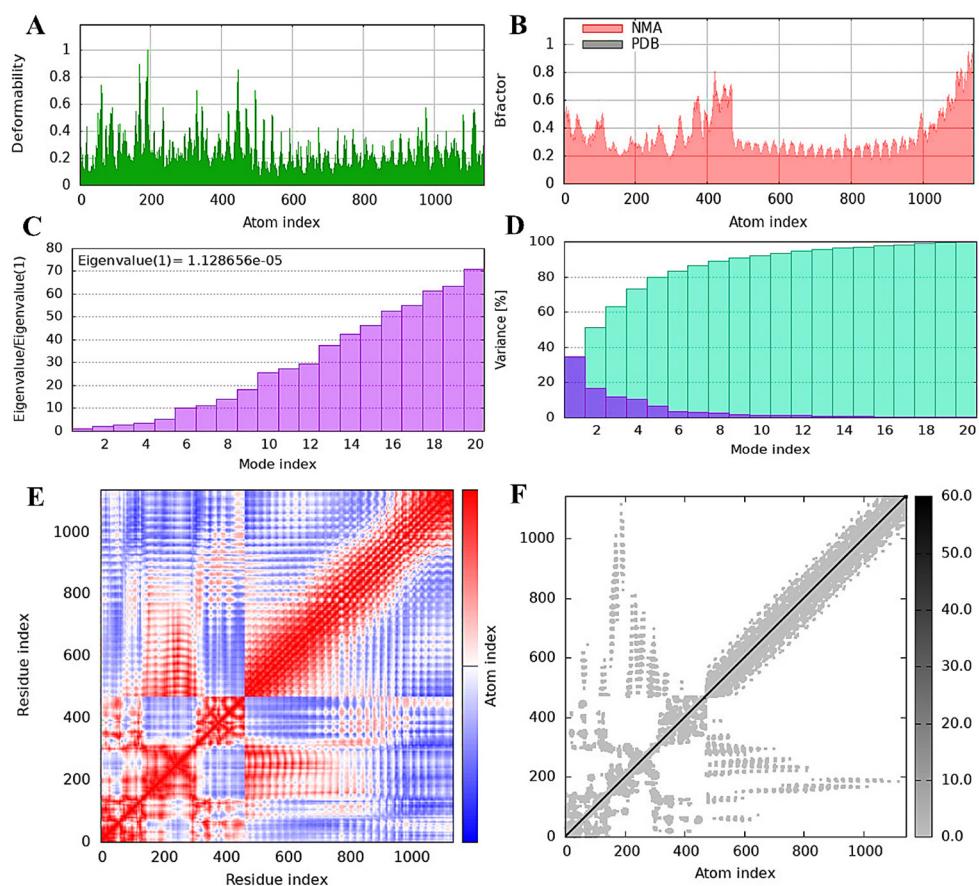 A
Deformability
1
0.8
0.6
0.4
0.2
0
0 200 400 600 800 1000
Atom index
B
NMA
PDB
Bfactor
1
0.8
0.6
0.4
0.2
0
0 200 400 600 800 1000
Atom index
C
Eigenvalue(1)= 1.128656e-05
Eigenvalue/Eigenvalue(1)
80
70
60
50
40
30
20
10
0
2 4 6 8 10 12 14 16 18 20
Mode index
D
Variance [%]
100
80
60
40
20
0
2 4 6 8 10 12 14 16 18 20
Mode index
E
Residue index
1000
800
600
400
200
0
0 200 400 600 800 1000
Residue index
Atom index
F
1000
800
600
400
200
0
0 200 400 600 800 1000
Atom index
60.0
50.0
40.0
30.0
20.0
10.0
0.0